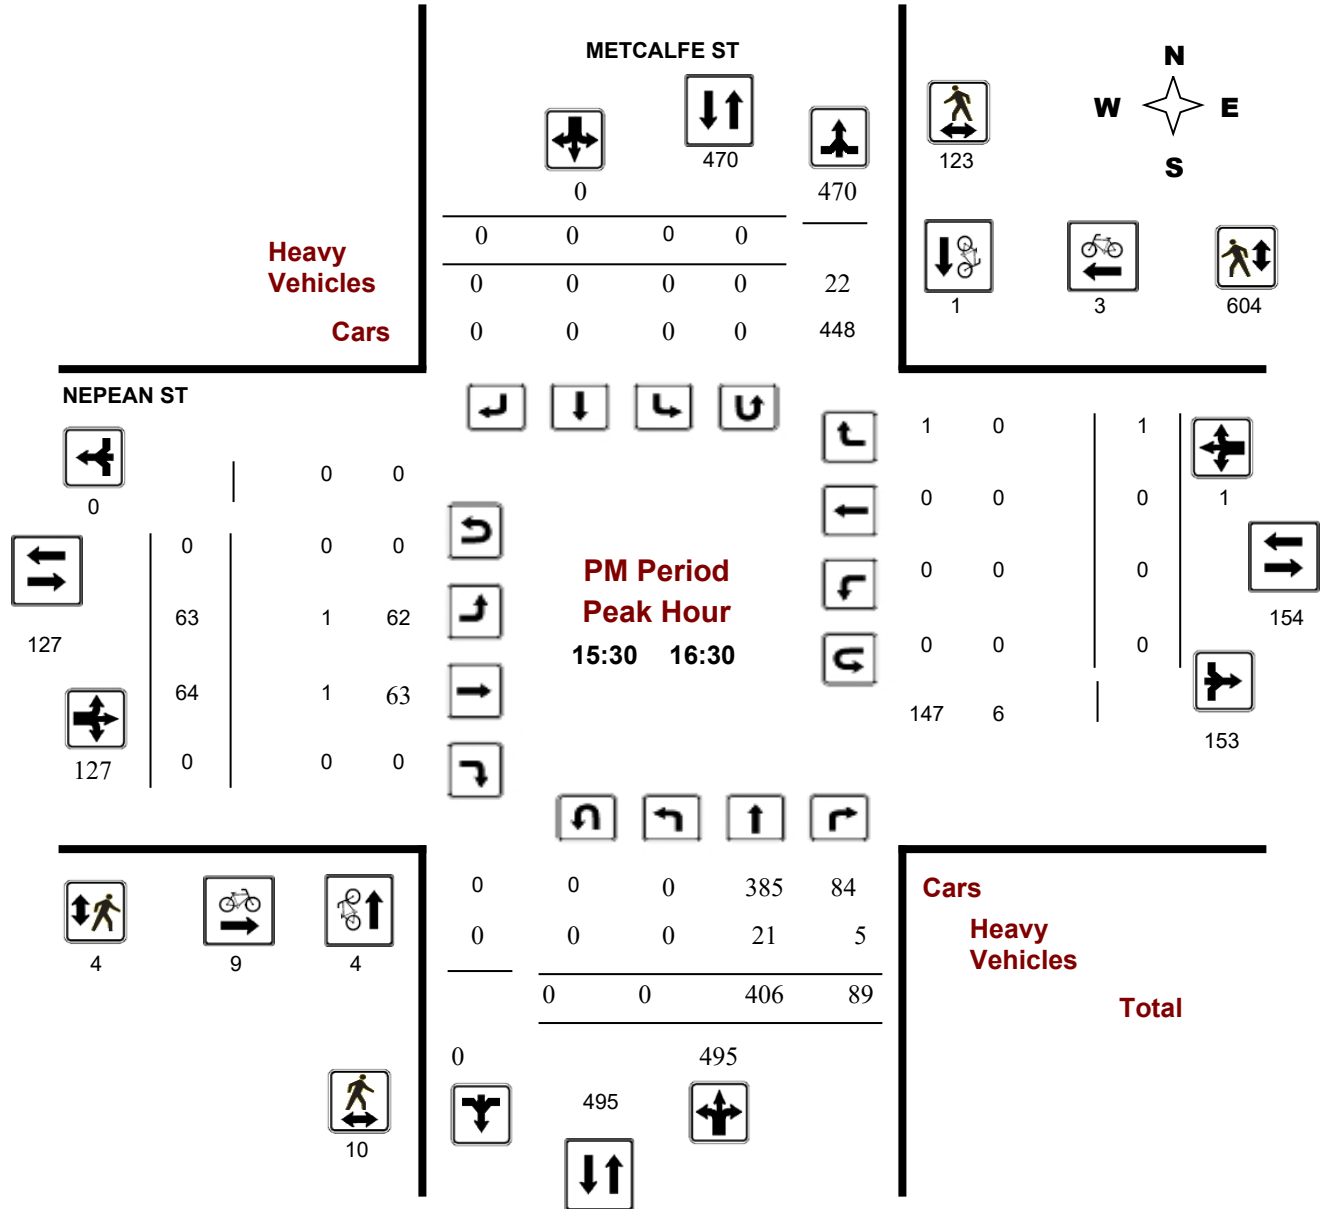 METCALFE ST
N
W E
S
470
123
0 470
0 0 0 0
Heavy
Vehicles
0 0 0 0 22
1 3 604
Cars
0 0 0 0 448
NEPEAN ST
1 0 1
0 0
0
0 0 0
1
0 0 0
0 0 0
PM Period
Peak Hour
154
63 1 62
127
15:30 16:30
0 0 0
64 1 63
147 6
153
127
0 0 0
0 0 0 385 84
Cars
0 0 0 21 5
Heavy
Vehicles
4 9 4
0 0 406 89
Total
0 495
495
10